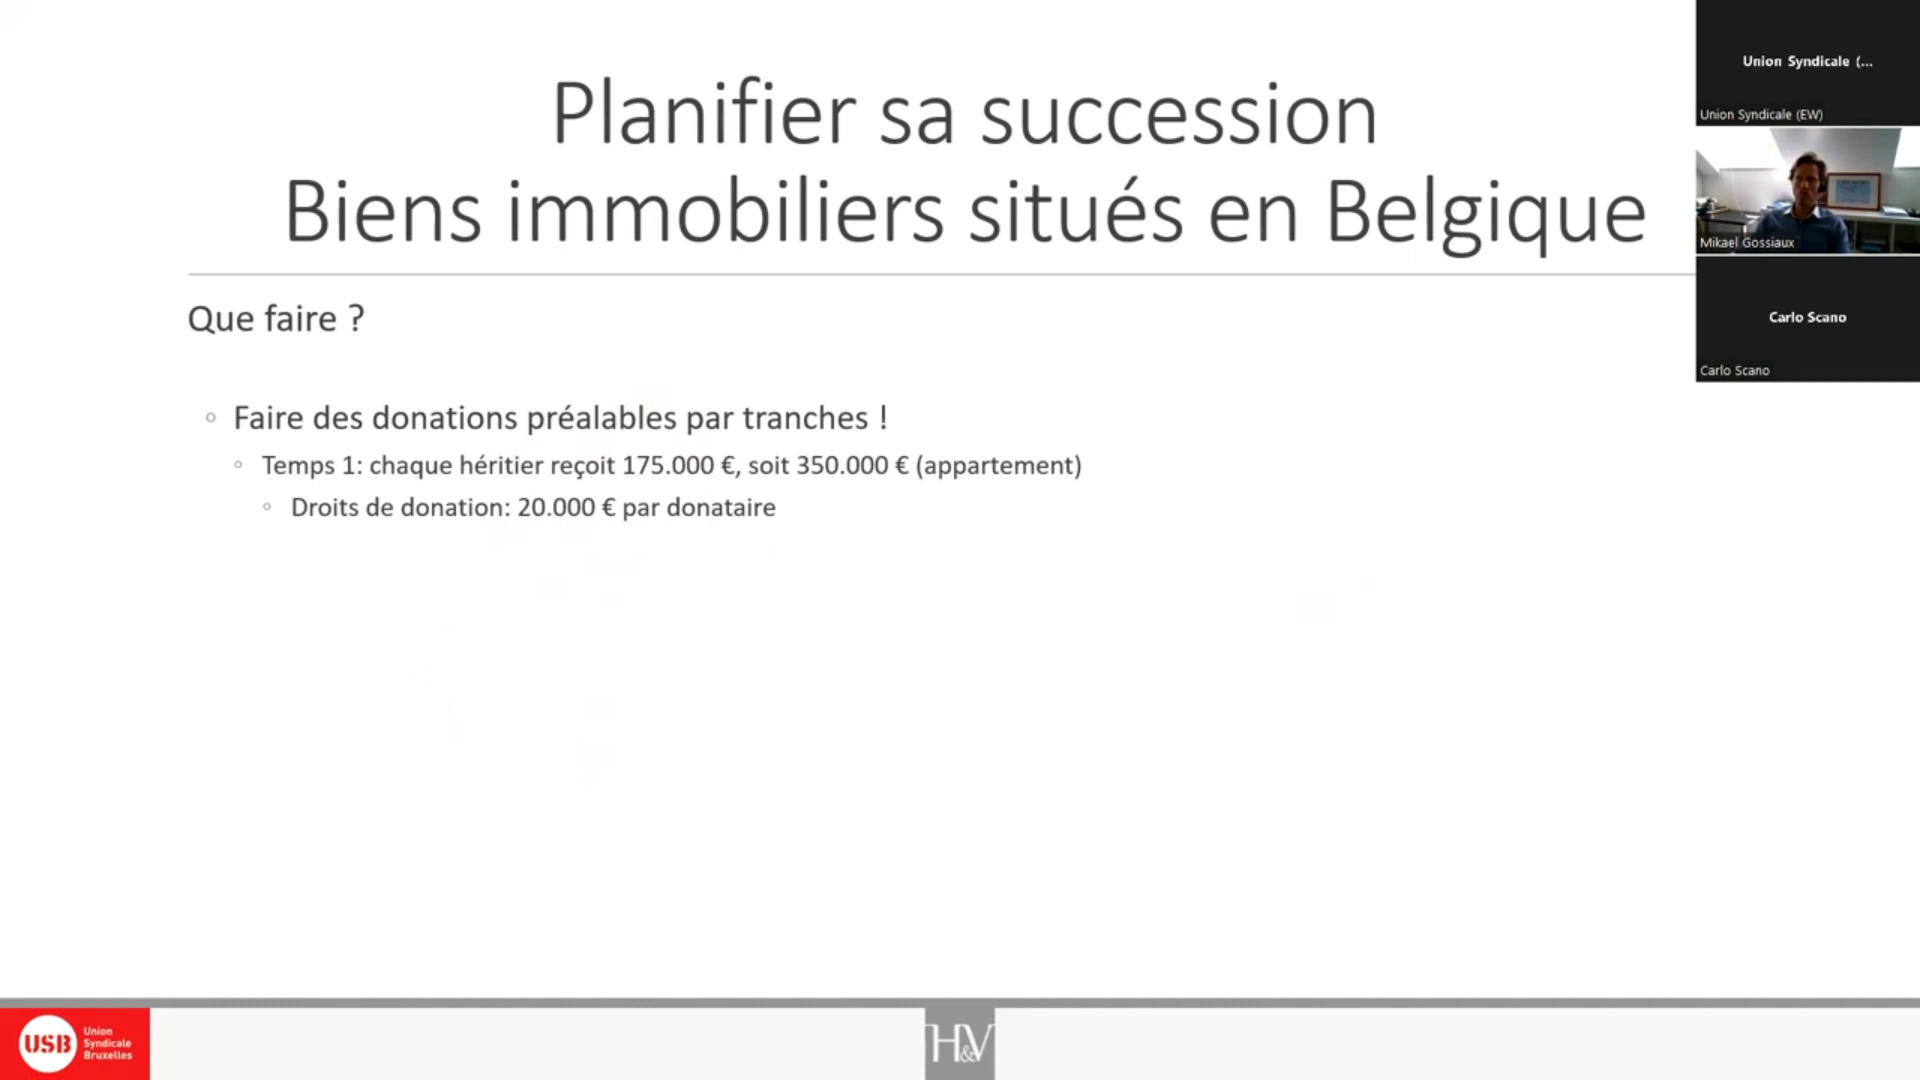 Planifier sa succession
Biens immobiliers situés en Belgique
Que faire ?
◦ Faire des donations préalables par tranches !
◦ Temps 1: chaque héritier reçoit 175.000 €, soit 350.000 € (appartement)
◦ Droits de donation: 20.000 € par donataire
Union Syndicale (...
Union Syndicale (EW)
Mikael Gossiaux
Carlo Scano
Carlo Scano
USB
Union
Syndicale
Bruxelles
H&V